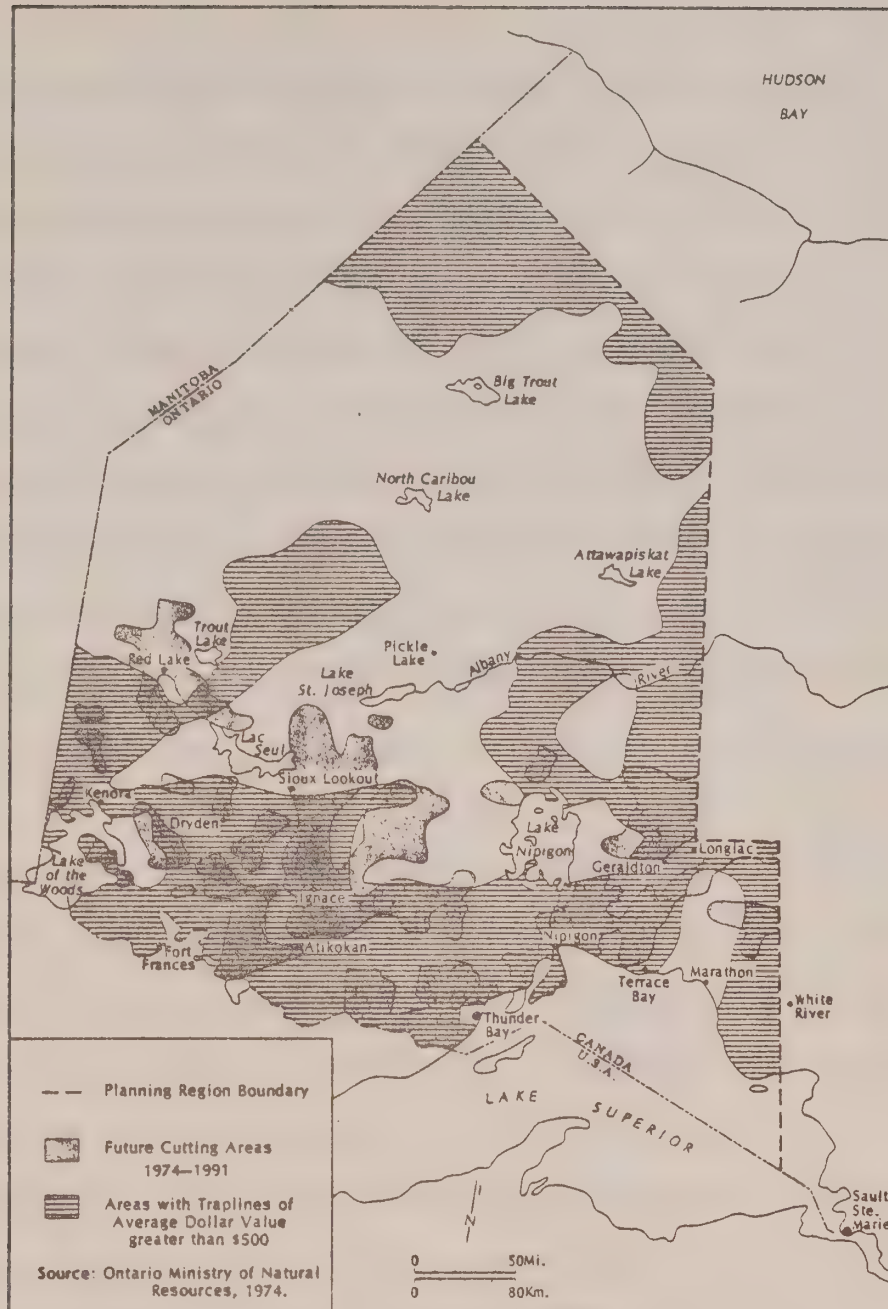 HUDSON
BAY
MANITOBA
ONTARIO
Big Trout
Lake
North Caribou
Lake
Attawapiskat
Lake
Trout
Lake
Red Lake
Pickle
Lake
Albany
River
Lake
St. Joseph
Lac
Seul
Sioux Lookout
Kenora
Dryden
Lake
Nipigon
Longlac
Geraldton
Lake
of the
Woods
Ignace
Nipigon
Atikokan
Fort
Frances
Terrace
Bay
Marathon
White
River
Thunder
Bay
CANADA
U.S.A.
LAKE SUPERIOR
Sault
Ste.
Marie
N
0 50Mi.
0 80Km.
Planning Region Boundary
Future Cutting Areas
1974—1991
Areas with Traplines of
Average Dollar Value
greater than $500
Source: Ontario Ministry of Natural
Resources, 1974.